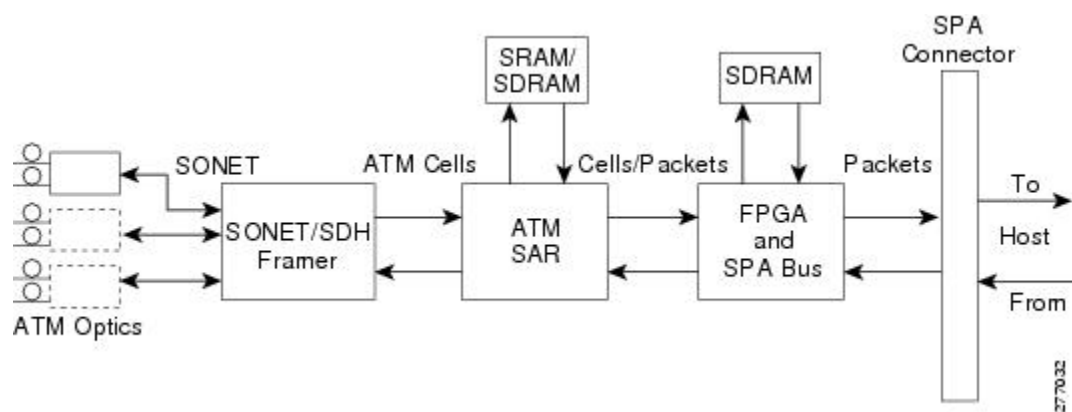 SPA
Connector
SRAM/
SDRAM
SDRAM
SONET
ATM Cells
Cells/Packets
Packets
To
SONET/SDH
Framer
ATM
SAR
FPGA
and
SPA Bus
Host
From
ATM Optics
277032